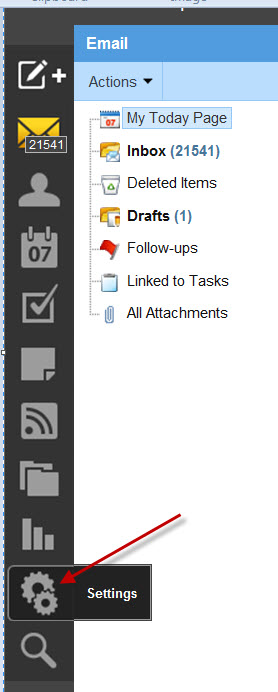 Email
Actions
21541
07
07
My Today Page
Inbox (21541)
Deleted Items
Drafts (1)
Follow-ups
Linked to Tasks
All Attachments
Settings